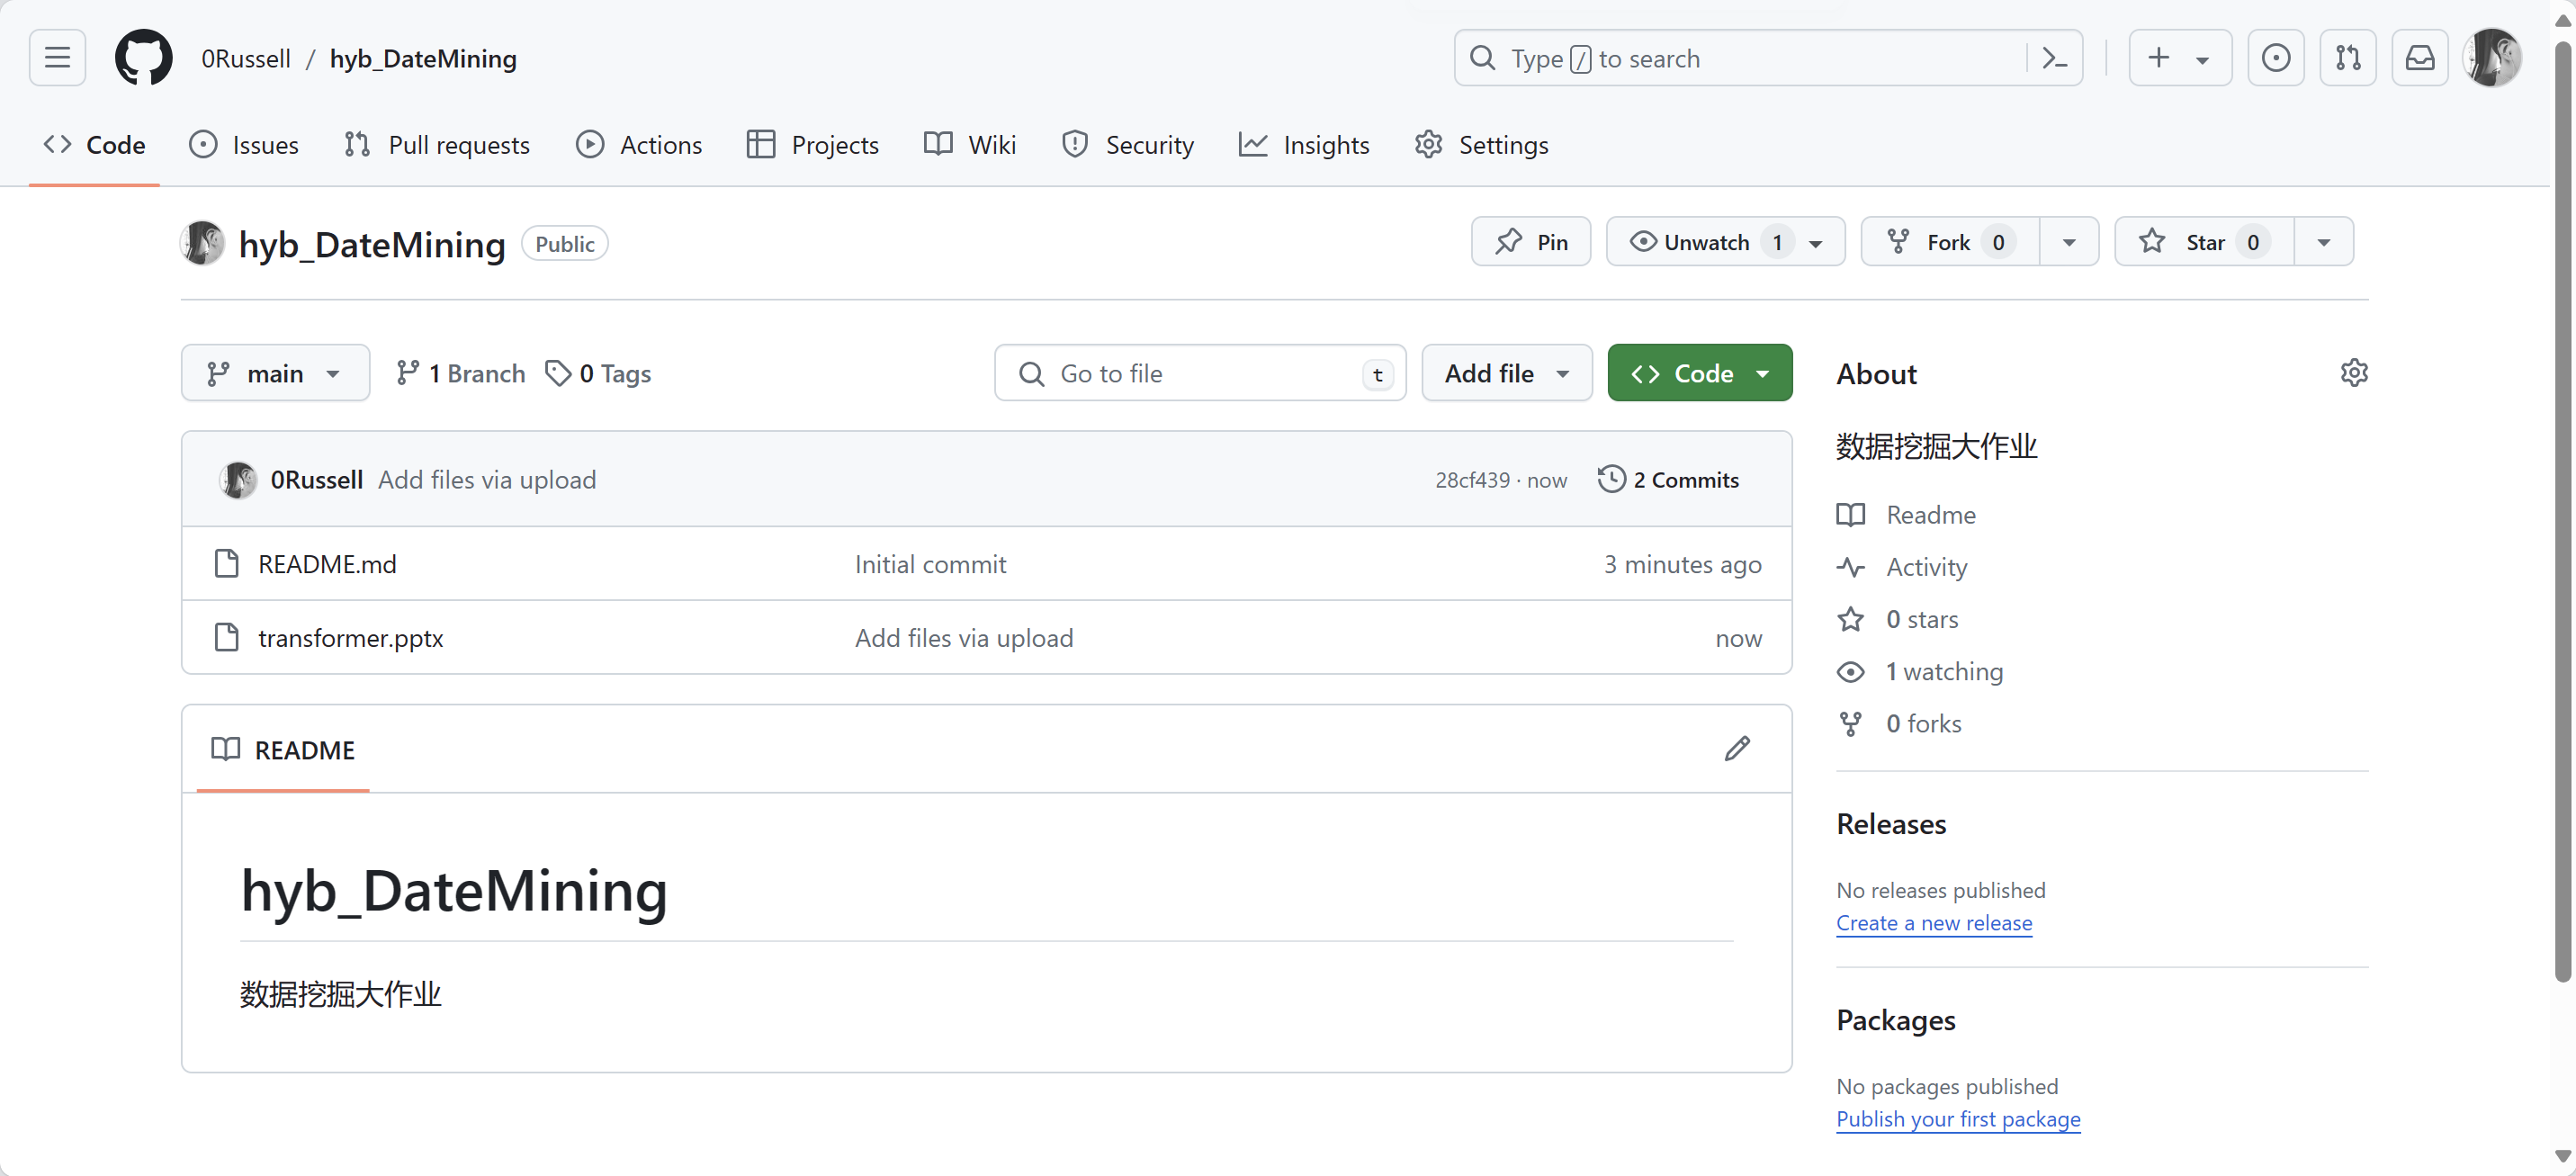 0Russell / hyb_DateMining
Type / to search
Code Issues Pull requests Actions Projects Wiki Security Insights Settings
hyb_DateMining Public
Pin Unwatch 1 Fork 0 Star 0
main 1 Branch 0 Tags Go to file t Add file Code
0Russell Add files via upload 28cf439 · now 2 Commits
README.md Initial commit 3 minutes ago
transformer.pptx Add files via upload now
README
hyb_DateMining
数据挖掘大作业
About
数据挖掘大作业
Readme
Activity
0 stars
1 watching
0 forks
Releases
No releases published
Create a new release
Packages
No packages published
Publish your first package